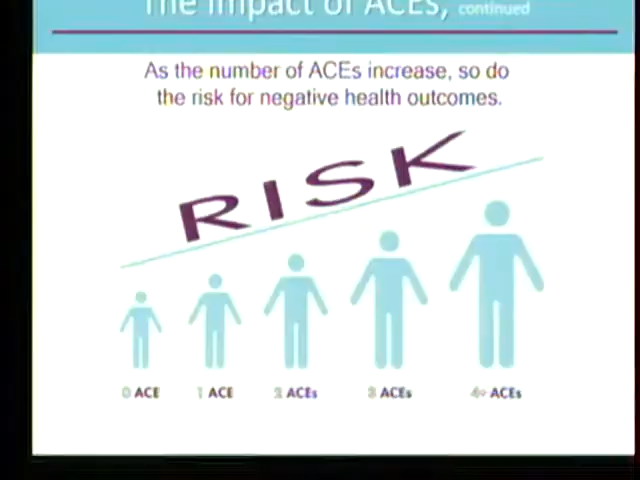 The Impact of ACEs, continued
As the number of ACEs increase, so do
the risk for negative health outcomes.
RISK
0 ACE 1 ACE 2 ACEs 3 ACEs 4+ ACEs